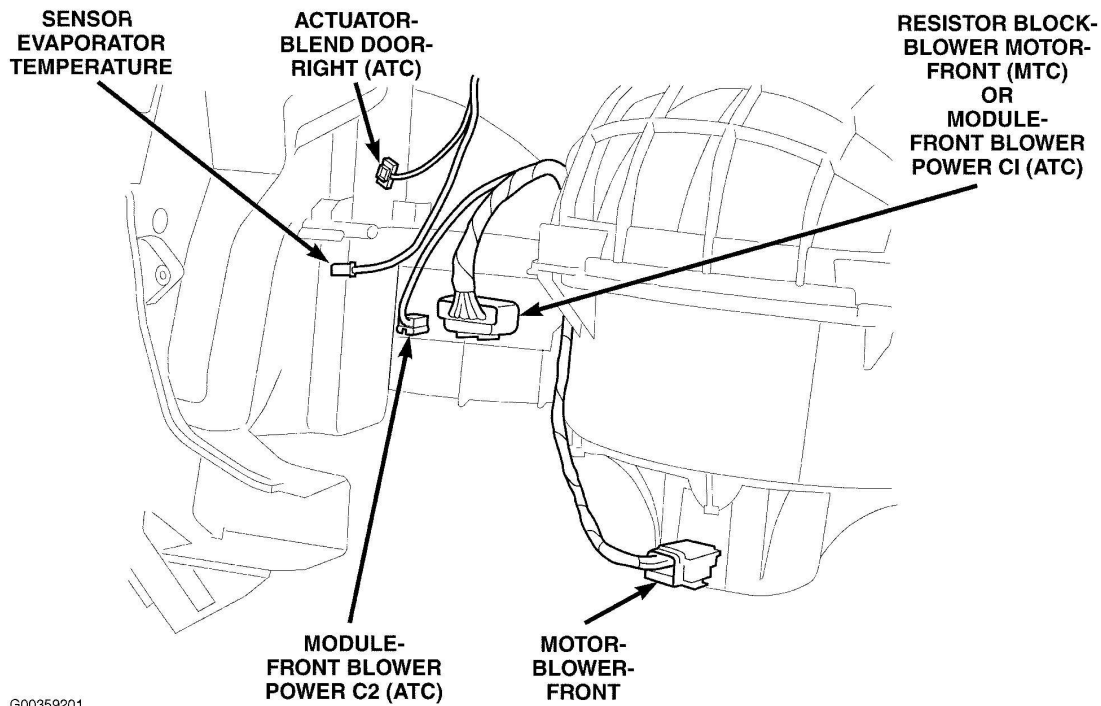 SENSOR
EVAPORATOR
TEMPERATURE
ACTUATOR-
BLEND DOOR-
RIGHT (ATC)
RESISTOR BLOCK-
BLOWER MOTOR-
FRONT (MTC)
OR
MODULE-
FRONT BLOWER
POWER CI (ATC)
MODULE-
FRONT BLOWER
POWER C2 (ATC)
MOTOR-
BLOWER-
FRONT
G00359201